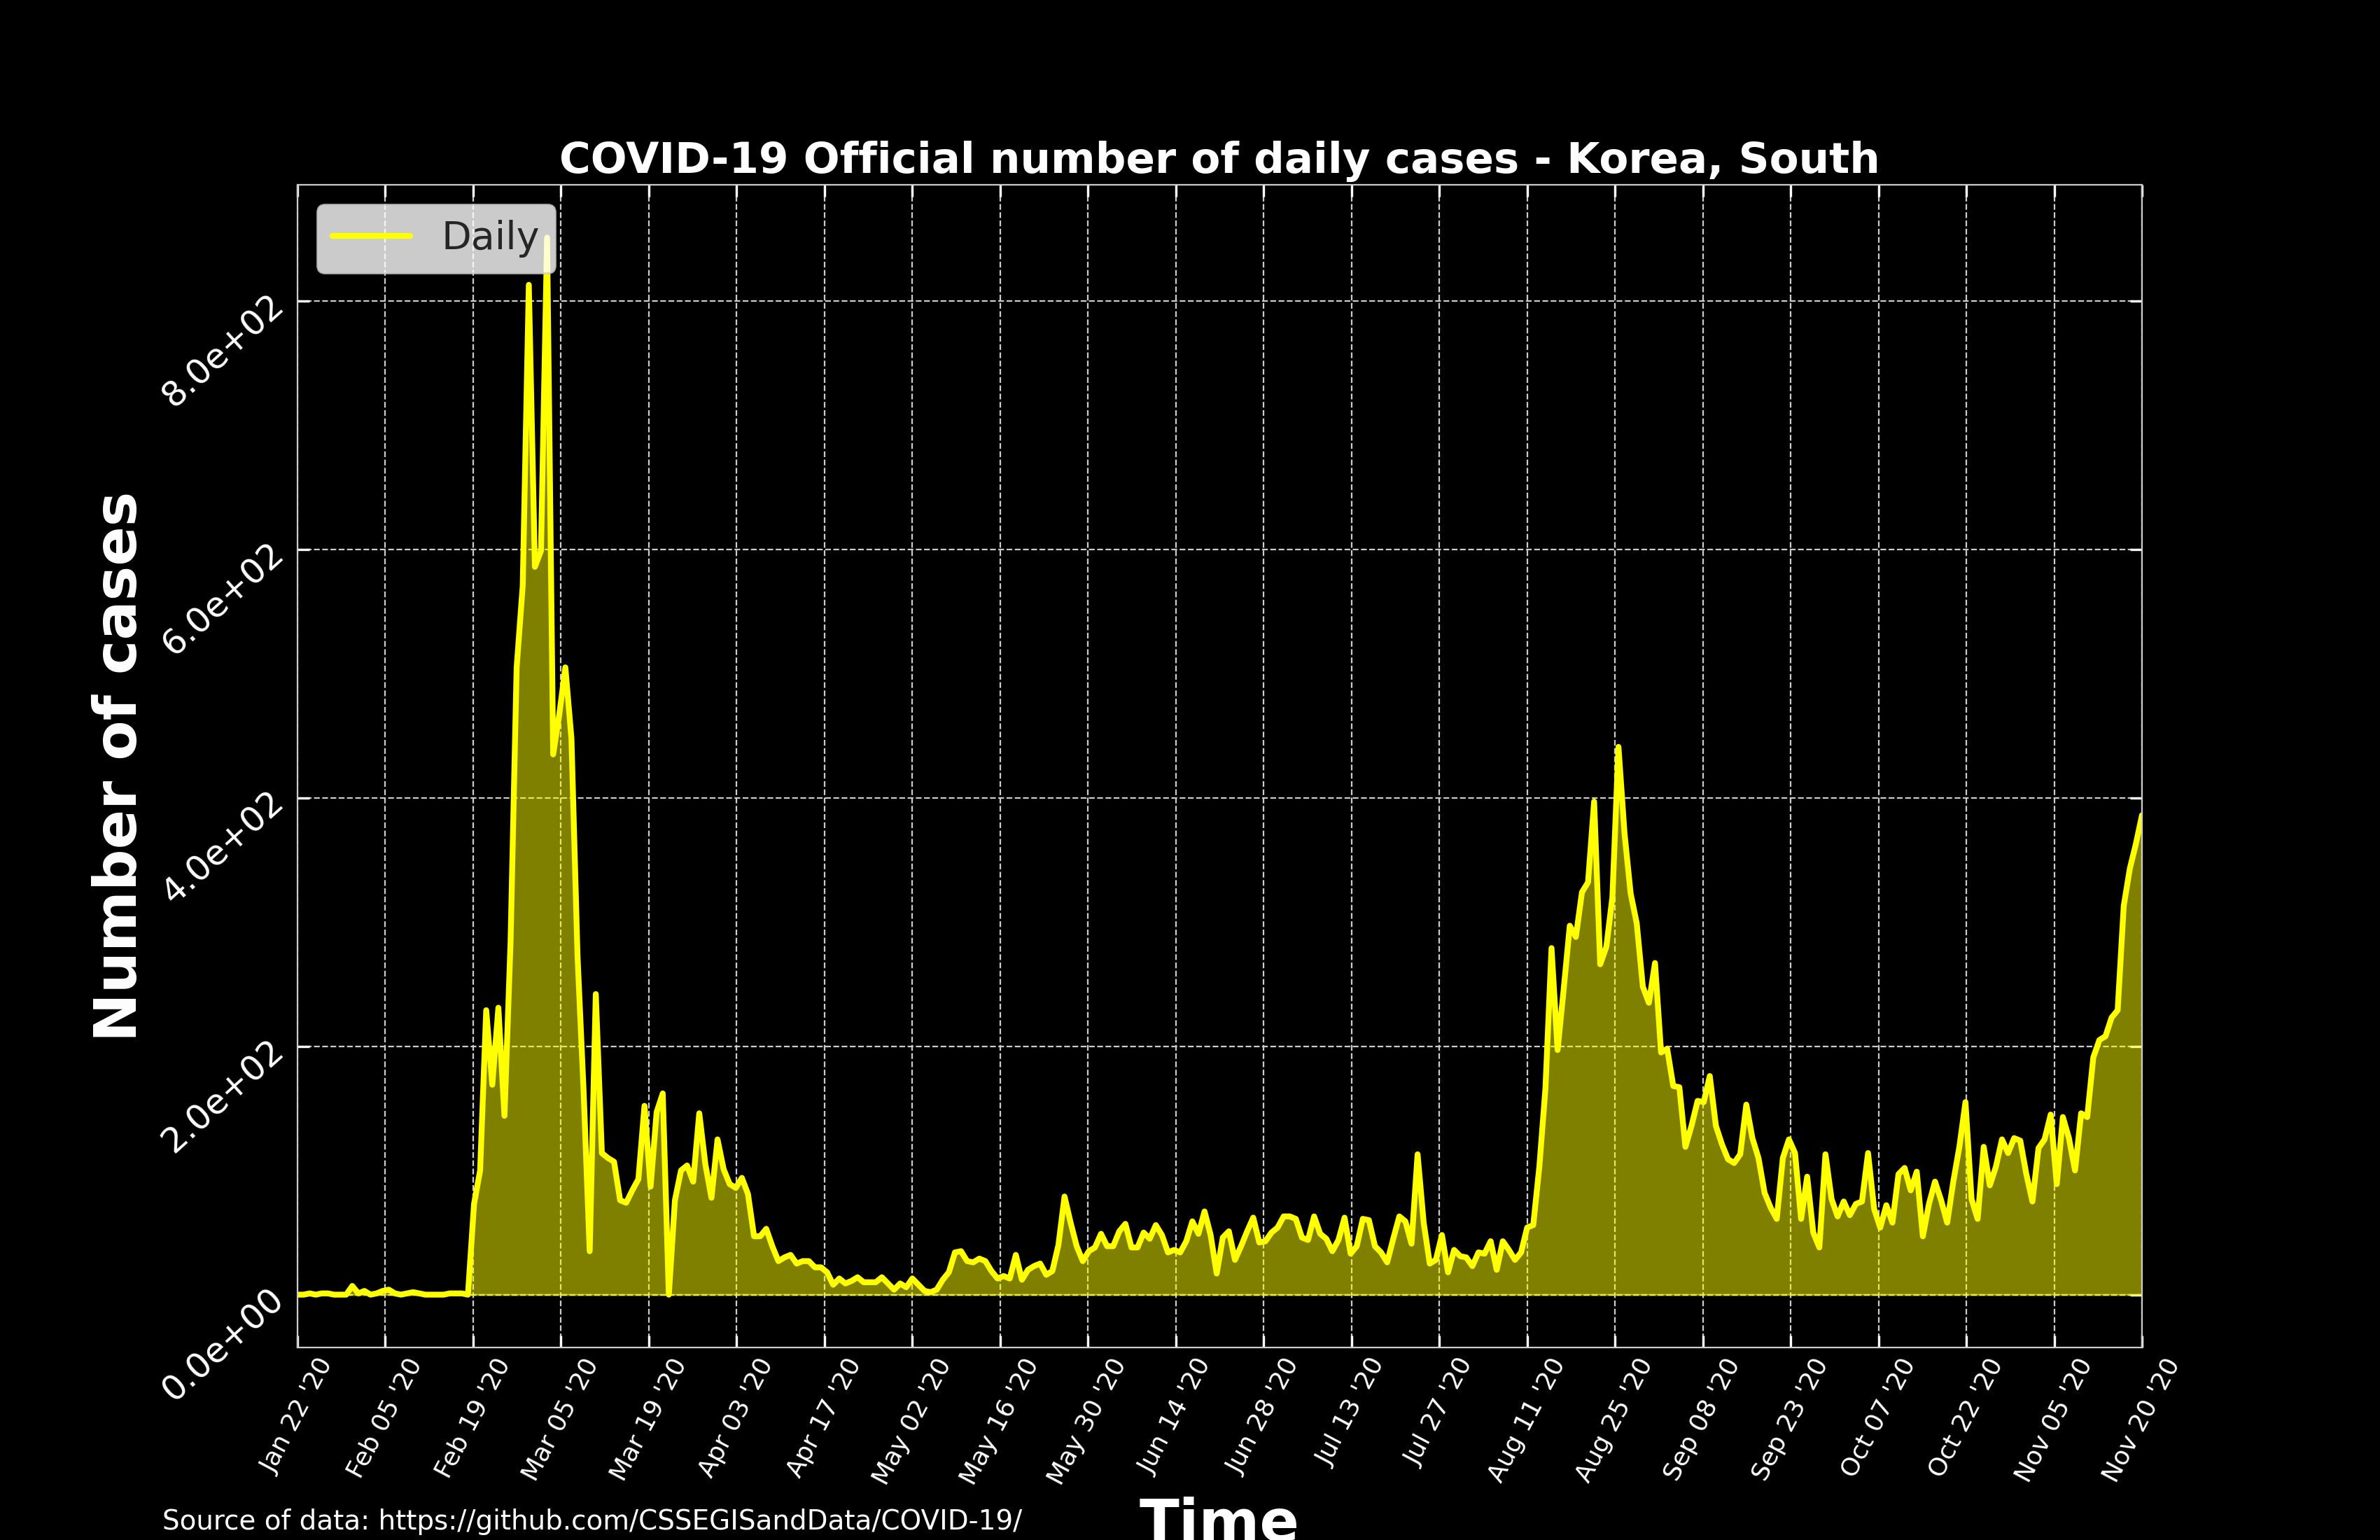 COVID-19 Official number of daily cases - Korea, South
Daily
Number of cases
8.0e+02
6.0e+02
4.0e+02
2.0e+02
0.0e+00
Jan 22 '20
Feb 05 '20
Feb 19 '20
Mar 05 '20
Mar 19 '20
Apr 03 '20
Apr 17 '20
May 02 '20
May 16 '20
May 30 '20
Jun 14 '20
Jun 28 '20
Jul 13 '20
Jul 27 '20
Aug 11 '20
Aug 25 '20
Sep 08 '20
Sep 23 '20
Oct 07 '20
Oct 22 '20
Nov 05 '20
Nov 20 '20
Time
Source of data: https://github.com/CSSEGISandData/COVID-19/